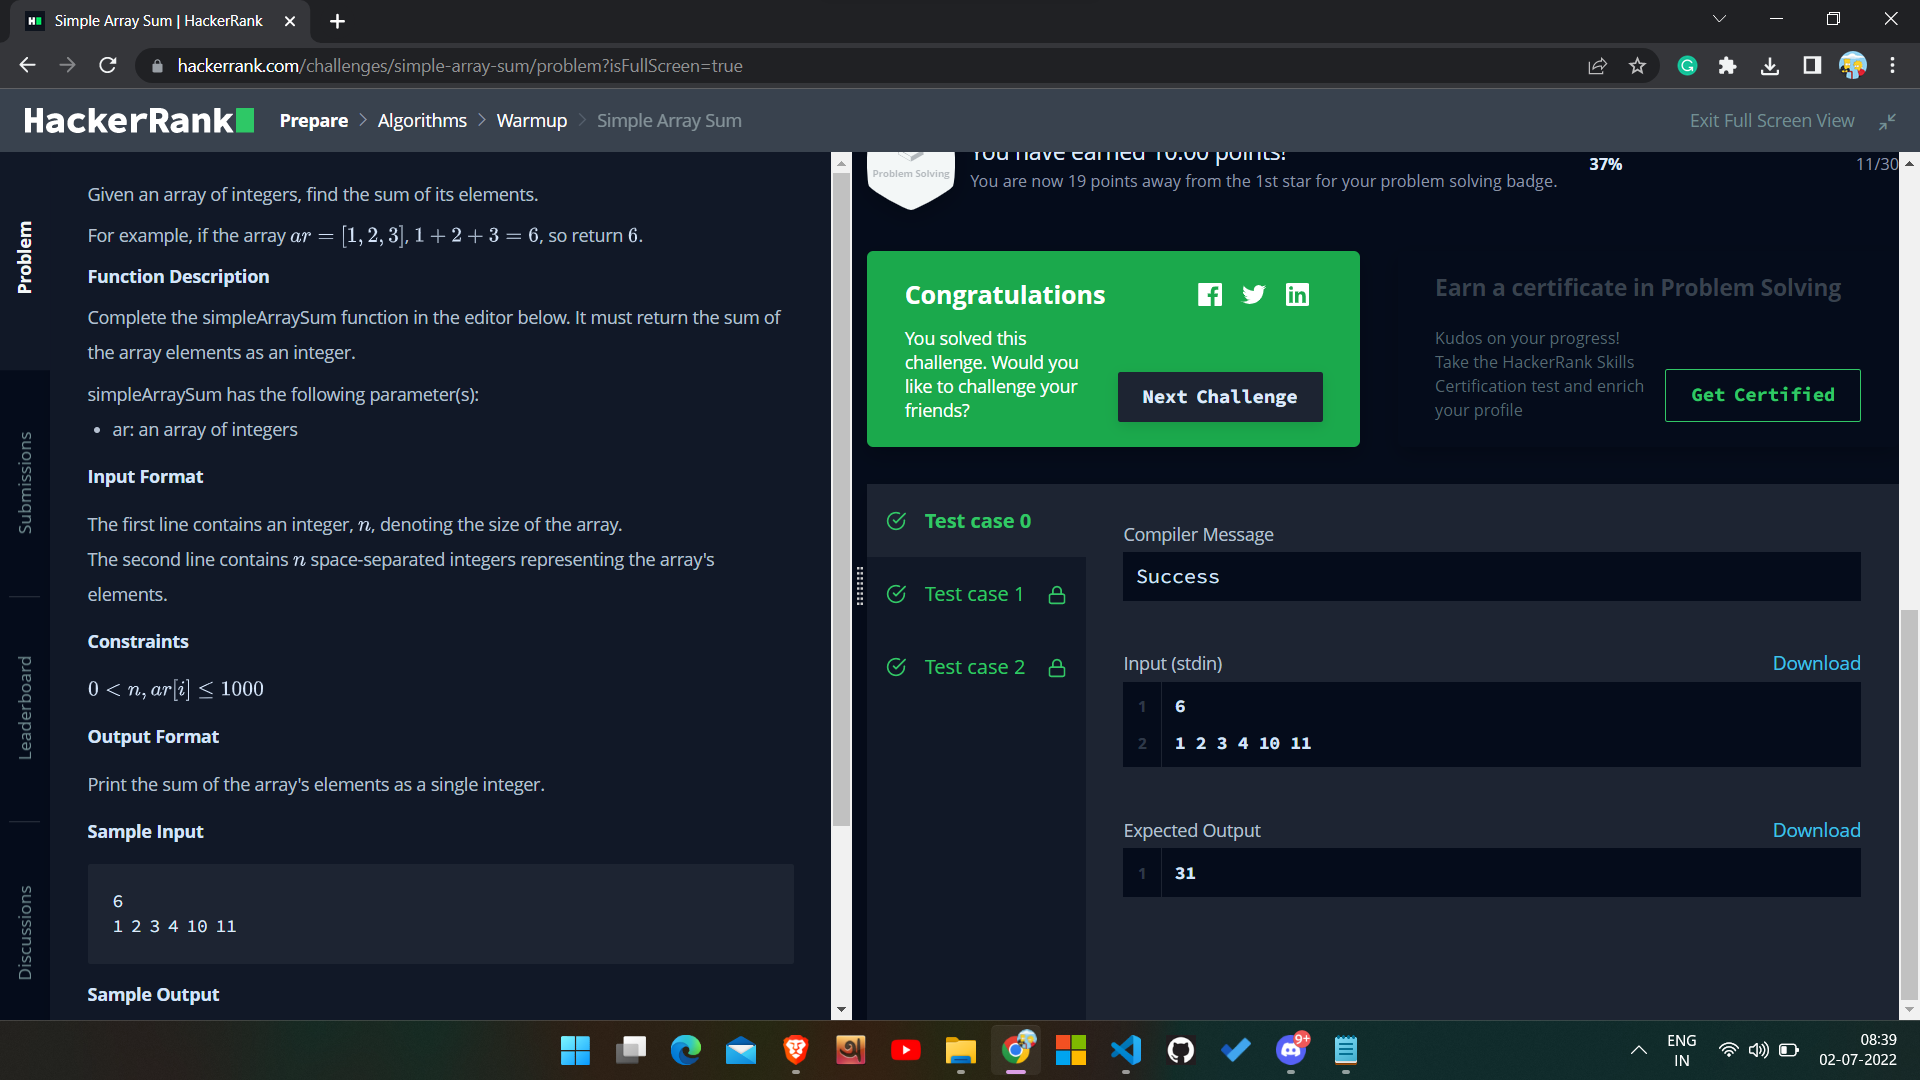 Simple Array Sum | HackerRank
hackerrank.com/challenges/simple-array-sum/problem?isFullScreen=true
HackerRank
Prepare > Algorithms > Warmup > Simple Array Sum
Exit Full Screen View
Problem
Submissions
Leaderboard
Discussions
Given an array of integers, find the sum of its elements.
For example, if the array ar = [1, 2, 3], 1 + 2 + 3 = 6, so return 6.
Function Description
Complete the simpleArraySum function in the editor below. It must return the sum of
the array elements as an integer.
simpleArraySum has the following parameter(s):
• ar: an array of integers
Input Format
The first line contains an integer, n, denoting the size of the array.
The second line contains n space-separated integers representing the array's
elements.
Constraints
0 < n, ar[i] ≤ 1000
Output Format
Print the sum of the array's elements as a single integer.
Sample Input
6
1 2 3 4 10 11
Sample Output
Problem Solving
You have earned 10.00 points!
You are now 19 points away from the 1st star for your problem solving badge.
37%
11/30
Congratulations
You solved this
challenge. Would you
like to challenge your
friends?
Next Challenge
Earn a certificate in Problem Solving
Kudos on your progress!
Take the HackerRank Skills
Certification test and enrich
your profile
Get Certified
Test case 0
Test case 1
Test case 2
Compiler Message
Success
Input (stdin)
Download
1 6
2 1 2 3 4 10 11
Expected Output
Download
1 31
9+
ENG
IN
08:39
02-07-2022